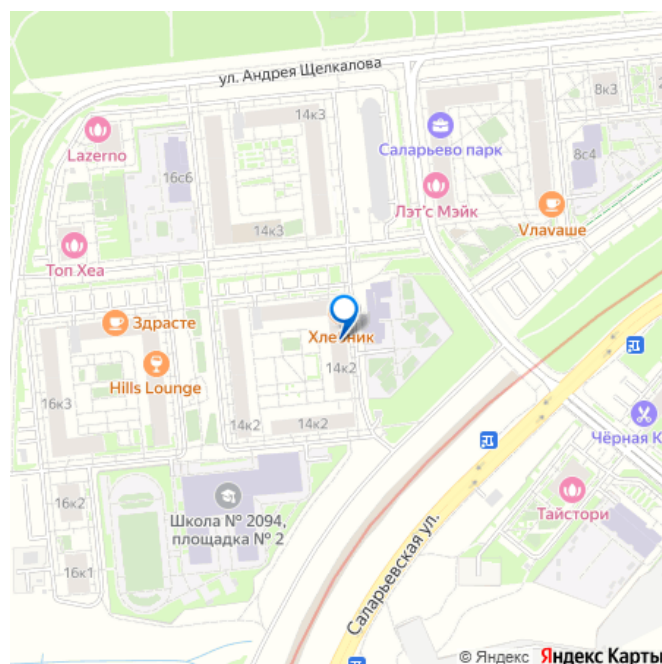 ул. Андрея Щелкалова
8к3
14к3
Lazerno
Саларьево парк
16с6
8с4
Лэт'с Мэйк
14к3
Vлаvаше
Топ Хеа
Здрасте
Хлебник
Hills Lounge
14к2
16к3
14к2
14к2
Чёрная К
Тайстори
16к2
Школа № 2094,
площадка № 2
Саларьевская ул.
16к1
© Яндекс Яндекс Карты